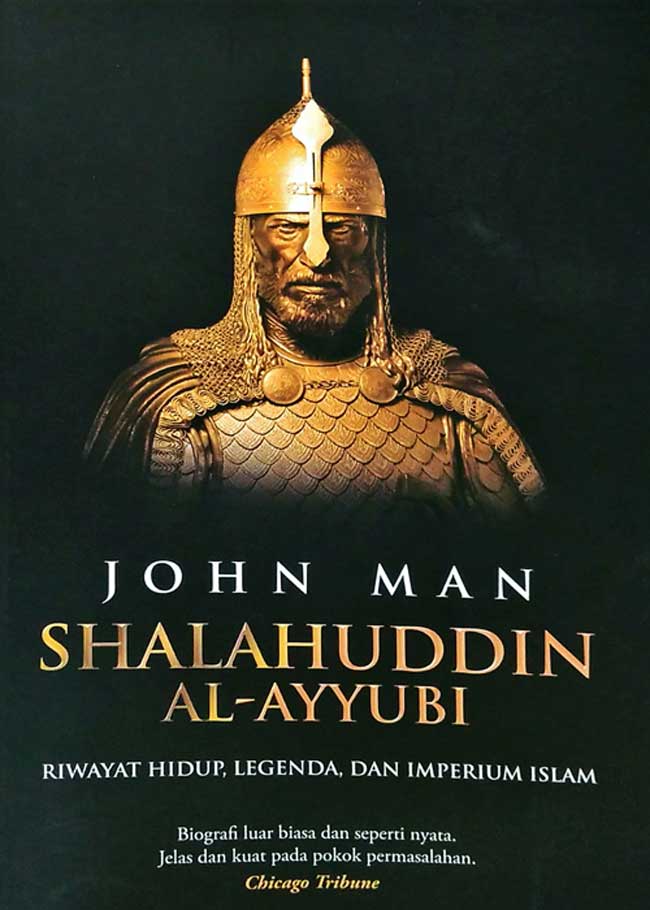 JOHN MAN
SHALAHUDDIN
AL-AYYUBI
RIWAYAT HIDUP, LEGENDA, DAN IMPERIUM ISLAM
Biografi luar biasa dan seperti nyata.
Jelas dan kuat pada pokok permasalahan.
Chicago Tribune